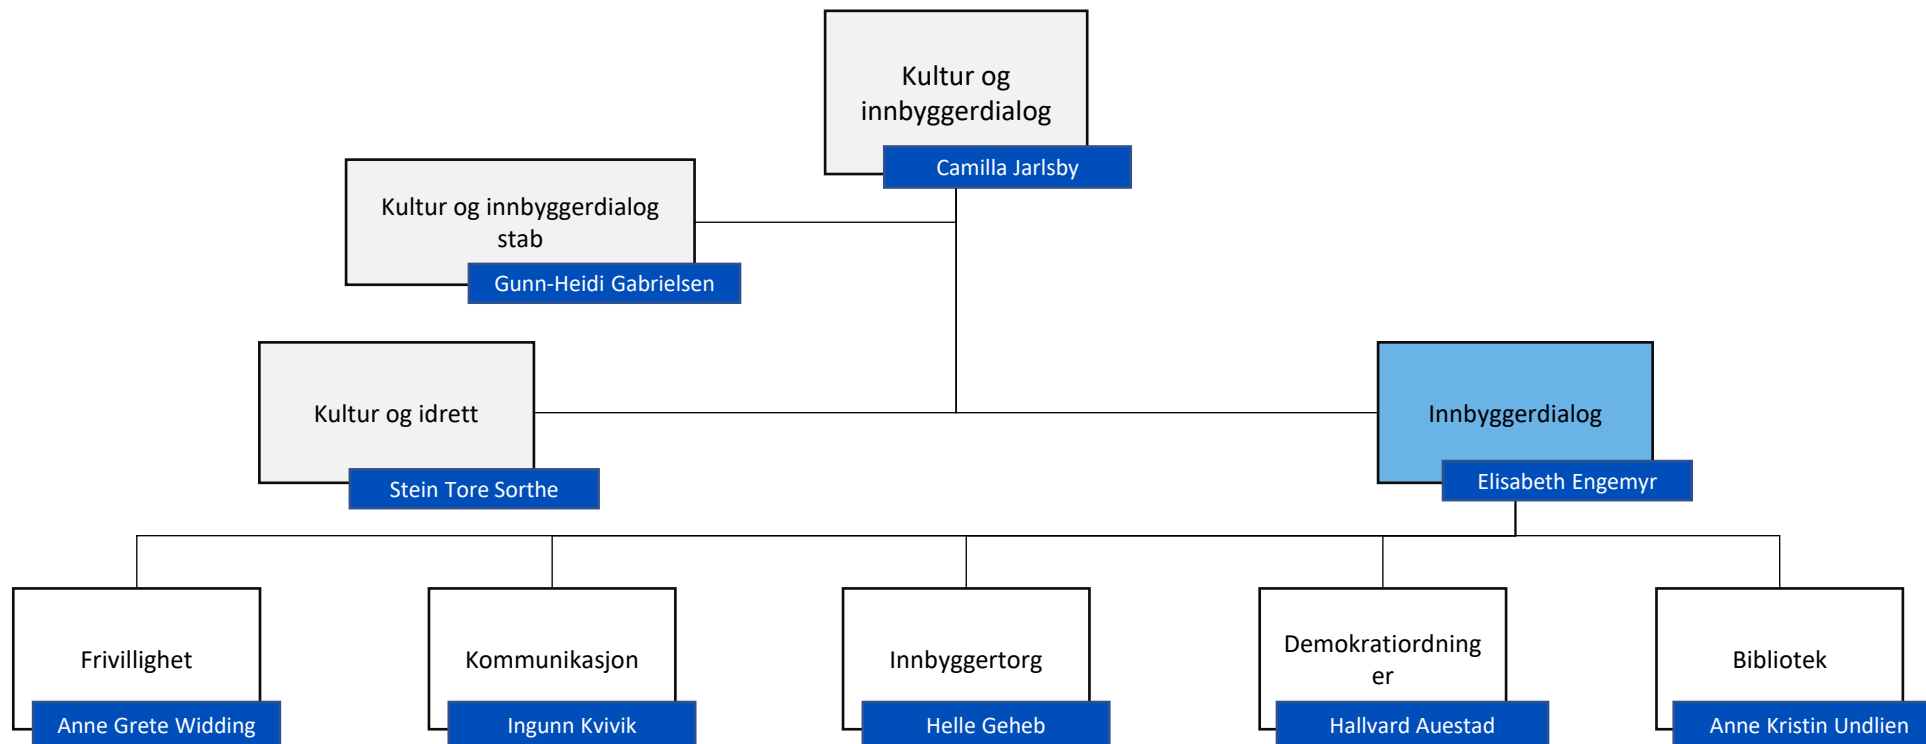 Kultur og
innbyggerdialog
Camilla Jarlsby
Kultur og innbyggerdialog
stab
Gunn-Heidi Gabrielsen
Kultur og idrett
Stein Tore Sorthe
Innbyggerdialog
Elisabeth Engemyr
Frivillighet
Anne Grete Widding
Kommunikasjon
Ingunn Kvivik
Innbyggertorg
Helle Geheb
Demokratiordning
er
Hallvard Auestad
Bibliotek
Anne Kristin Undlien